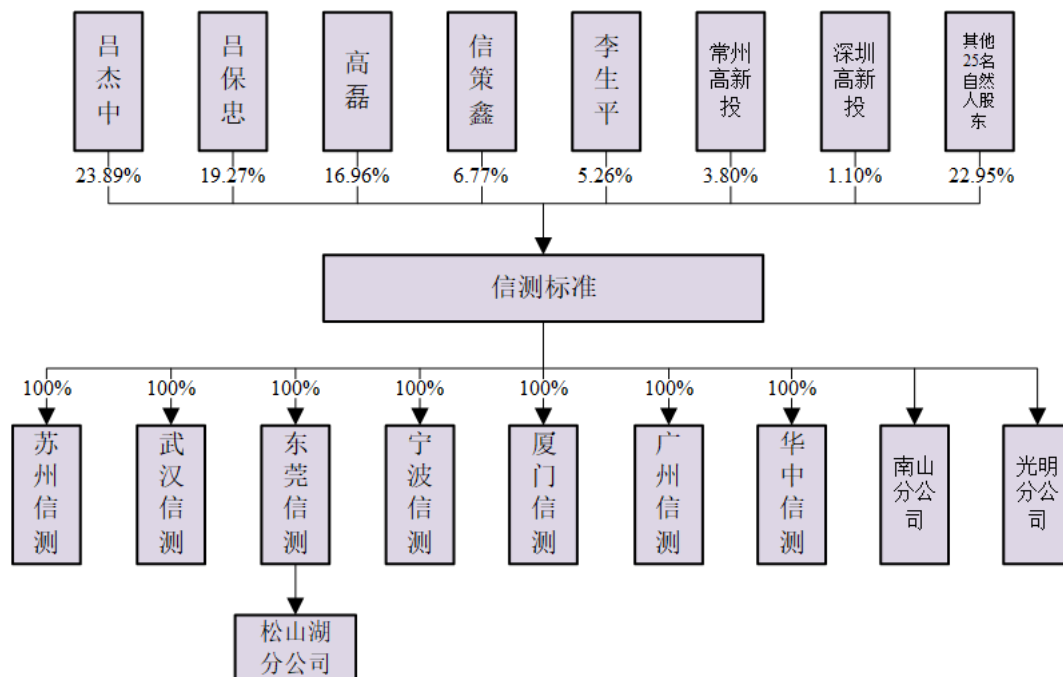 吕杰中
吕保忠
高磊
信策鑫
李生平
常州
高新
投
深圳
高新
投
其他
25名
自然
人股
东
23.89%
19.27%
16.96%
6.77%
5.26%
3.80%
1.10%
22.95%
信测标准
100%
100%
100%
100%
100%
100%
100%
苏州信测
武汉信测
东莞信测
宁波信测
厦门信测
广州信测
华中信测
南山
分公
司
光明
分公
司
松山湖
分公司